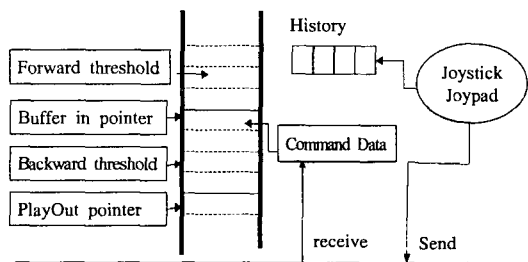 History
Forward threshold
Joystick
Joypad
Buffer in pointer
Command Data
Backward threshold
PlayOut pointer
receive
Send